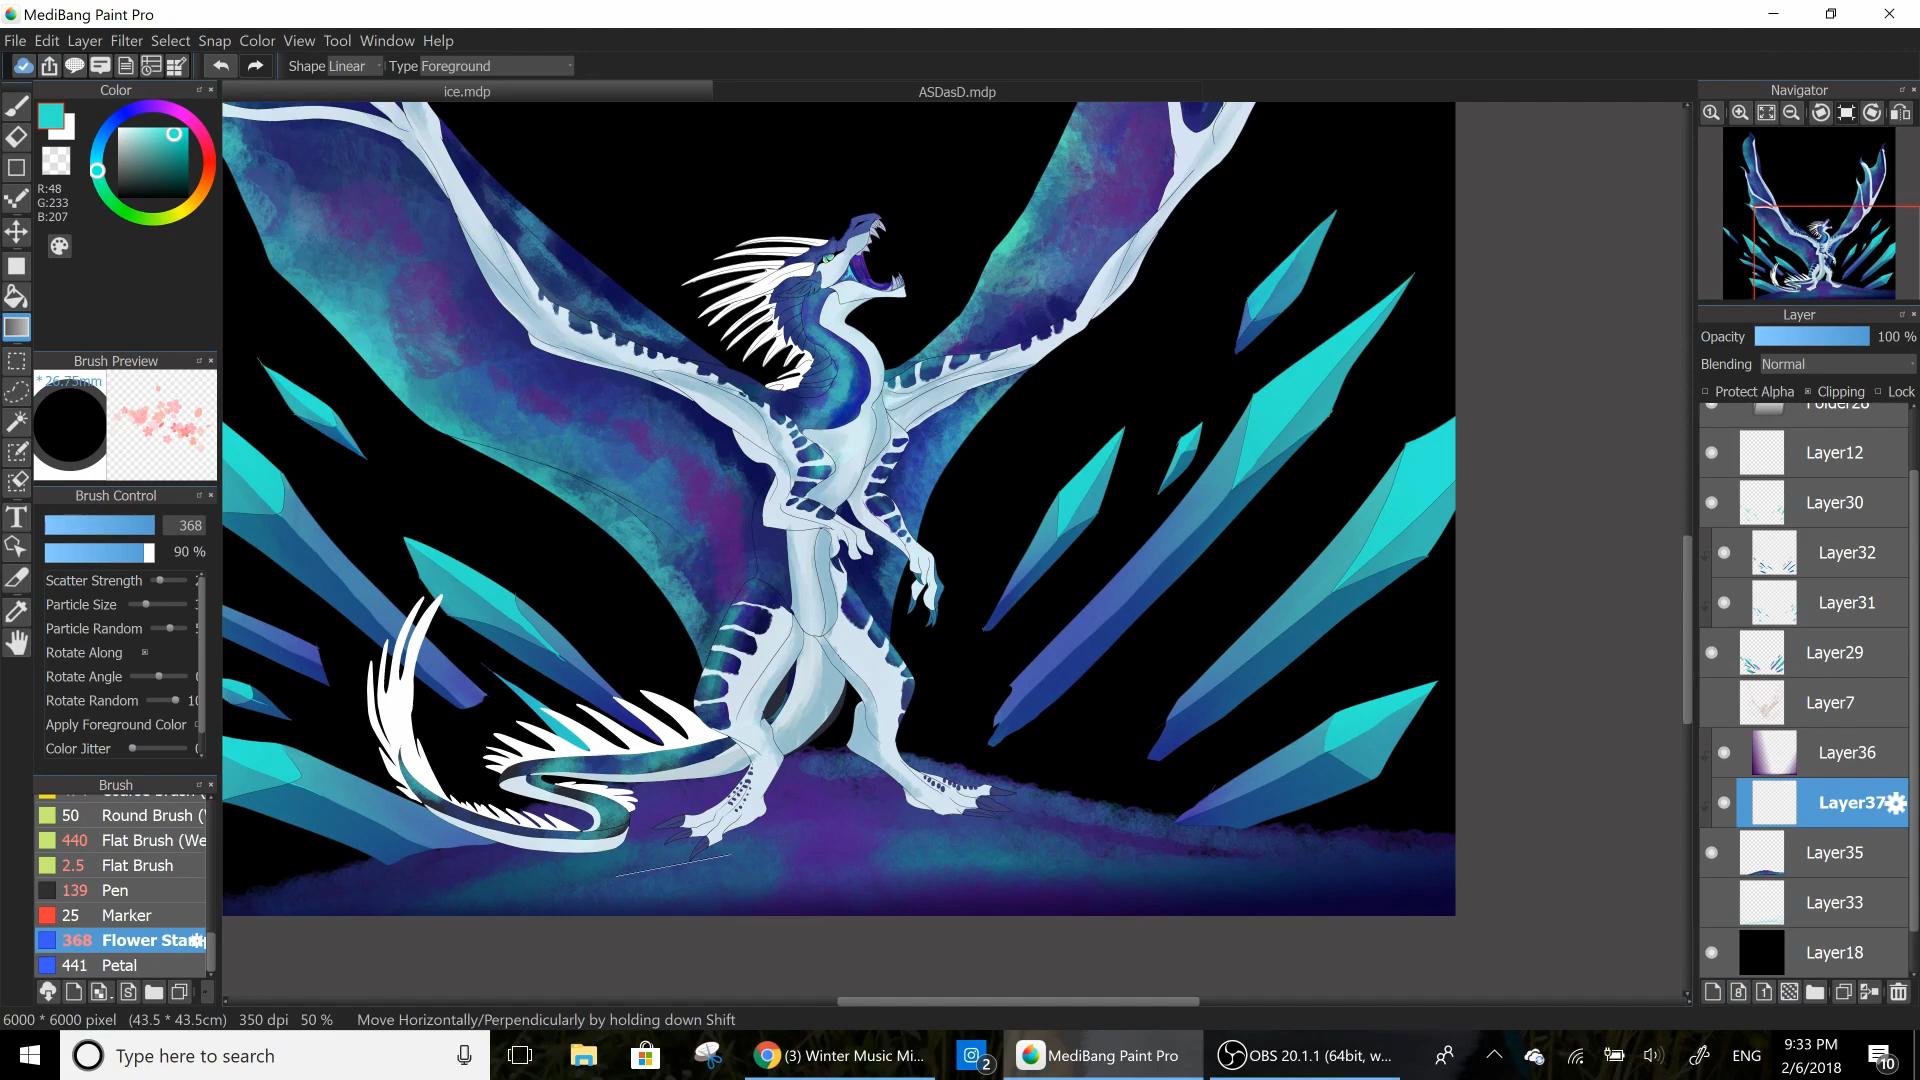 MediBang Paint Pro
File Edit Layer Filter Select Snap Color View Tool Window Help
Shape Linear Type Foreground
Color
ice.mdp
ASDasD.mdp
Navigator
R:48
G:233
B:207
Layer
Opacity 100 %
Blending Normal
Protect Alpha Clipping Lock
Brush Preview
* 26.75mm
Brush Control
368
90 %
Scatter Strength
Particle Size
Particle Random
Rotate Along
Rotate Angle
Rotate Random 10
Apply Foreground Color
Color Jitter
Layer12
Layer30
Layer32
Layer31
Layer29
Layer7
Layer36
Layer37
Layer35
Layer33
Layer18
Brush
50 Round Brush (
440 Flat Brush (We
2.5 Flat Brush
139 Pen
25 Marker
368 Flower Sta
441 Petal
6000 * 6000 pixel (43.5 * 43.5cm) 350 dpi 50 % Move Horizontally/Perpendicularly by holding down Shift
Type here to search
(3) Winter Music Mi...
2
MediBang Paint Pro
OBS 20.1.1 (64bit, w...
ENG
9:33 PM
2/6/2018
10